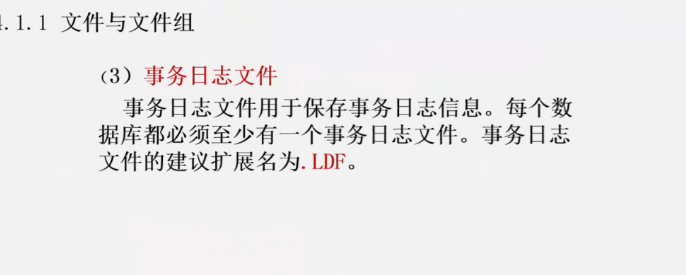 .1.1 文件与文件组
（3）事务日志文件
事务日志文件用于保存事务日志信息。每个数
据库都必须至少有一个事务日志文件。事务日志
文件的建议扩展名为.LDF。